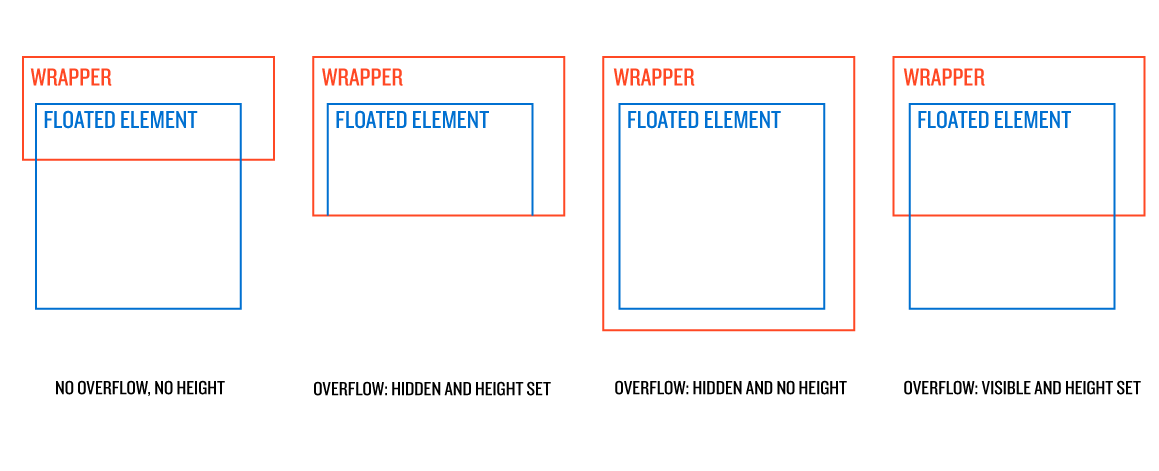 WRAPPER
FLOATED ELEMENT
NO OVERFLOW, NO HEIGHT
WRAPPER
FLOATED ELEMENT
OVERFLOW: HIDDEN AND HEIGHT SET
WRAPPER
FLOATED ELEMENT
OVERFLOW: HIDDEN AND NO HEIGHT
WRAPPER
FLOATED ELEMENT
OVERFLOW: VISIBLE AND HEIGHT SET